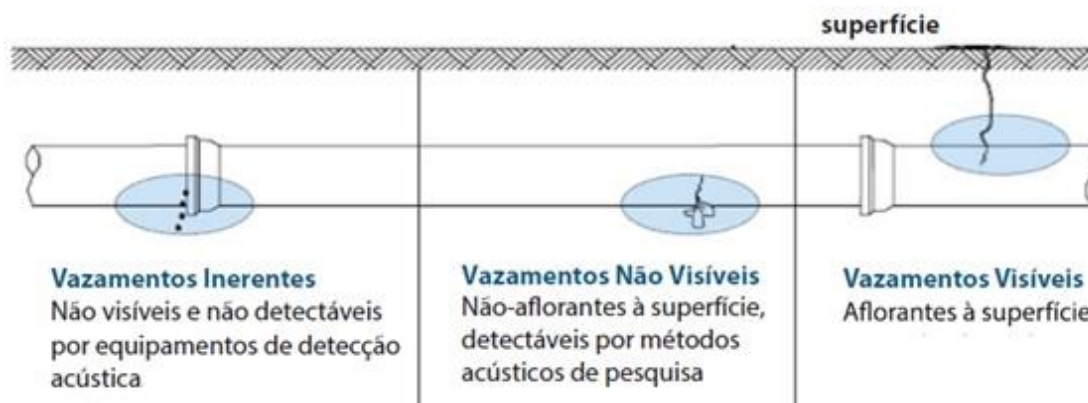 superfície
Vazamentos Inerentes
Não visíveis e não detectáveis
por equipamentos de detecção
acústica
Vazamentos Não Visíveis
Não-aflorantes à superfície,
detectáveis por métodos
acústicos de pesquisa
Vazamentos Visíveis
Aflorantes à superfície